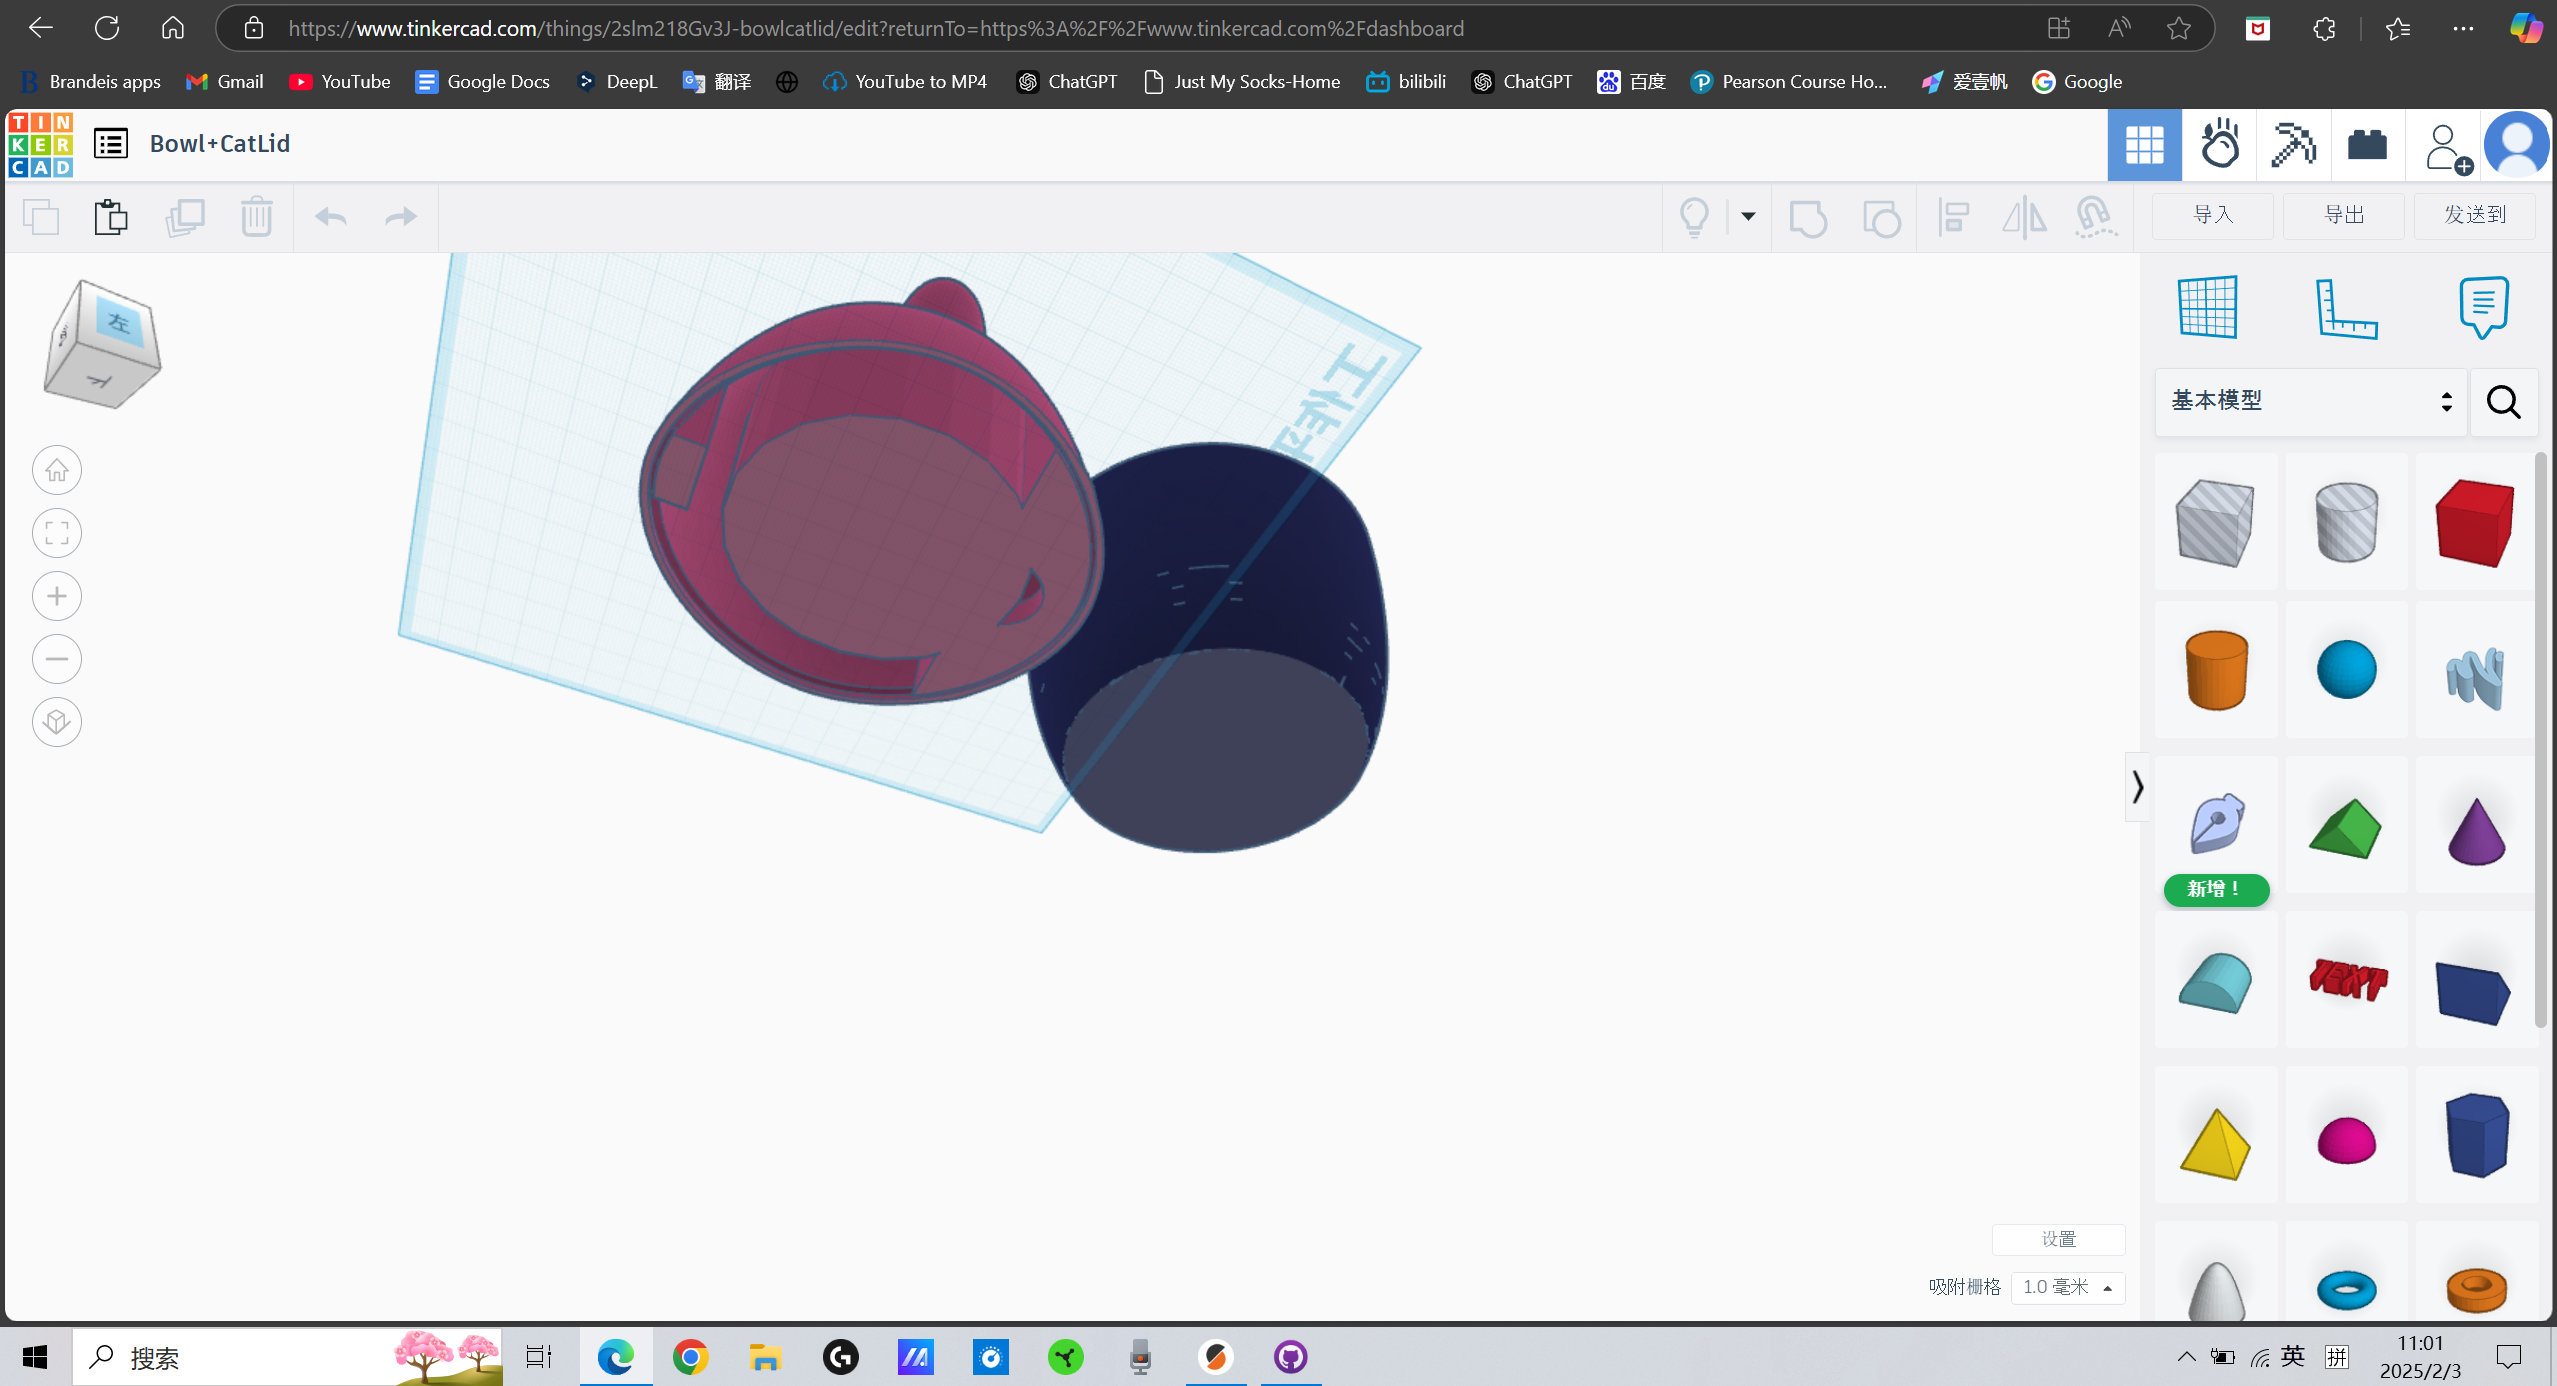 https://www.tinkercad.com/things/2slm218Gv3J-bowlcatlid/edit?returnTo=https%3A%2F%2Fwww.tinkercad.com%2Fdashboard
Brandeis apps Gmail YouTube Google Docs DeepL 翻译 YouTube to MP4 ChatGPT Just My Socks-Home bilibili ChatGPT 百度 Pearson Course Ho... 爱壹帆 Google
TIN
KER
CAD
Bowl+CatLid
导入 导出 发送到
左
下
基本模型
新增！
TEXT
设置
吸附栅格 1.0 毫米
搜索
英 拼
11:01
2025/2/3